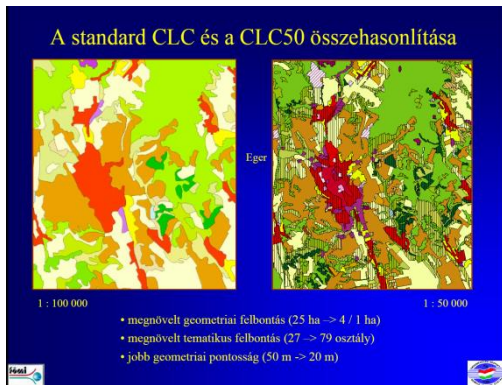 A standard CLC és a CLC50 összehasonlítása
Eger
1 : 100 000
1 : 50 000
• megnövelt geometriai felbontás (25 ha –> 4 / 1 ha)
• megnövelt tematikus felbontás (27 –> 79 osztály)
• jobb geometriai pontosság (50 m -> 20 m)
fömi